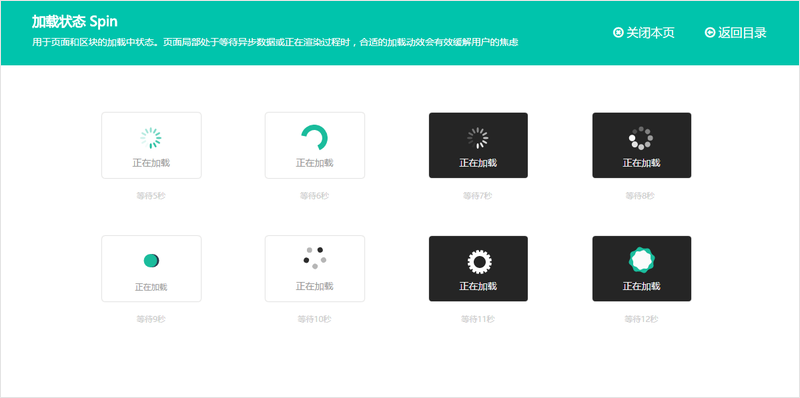 加载状态 Spin
用于页面和区块的加载中状态。页面局部处于等待异步数据或正在渲染过程时，合适的加载动效会有效缓解用户的焦虑
关闭本页
返回目录
正在加载
正在加载
正在加载
正在加载
等待5秒
等待6秒
等待7秒
等待8秒
正在加载
正在加载
正在加载
正在加载
等待9秒
等待10秒
等待11秒
等待12秒